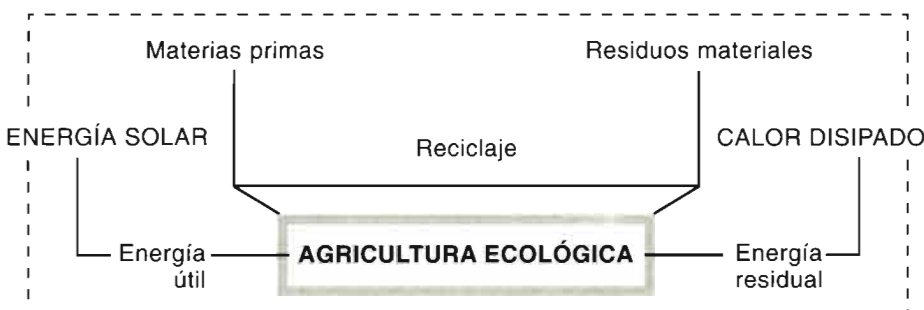 Materias primas
Residuos materiales
ENERGÍA SOLAR
Reciclaje
CALOR DISIPADO
Energía
útil
AGRICULTURA ECOLÓGICA
Energía
residual